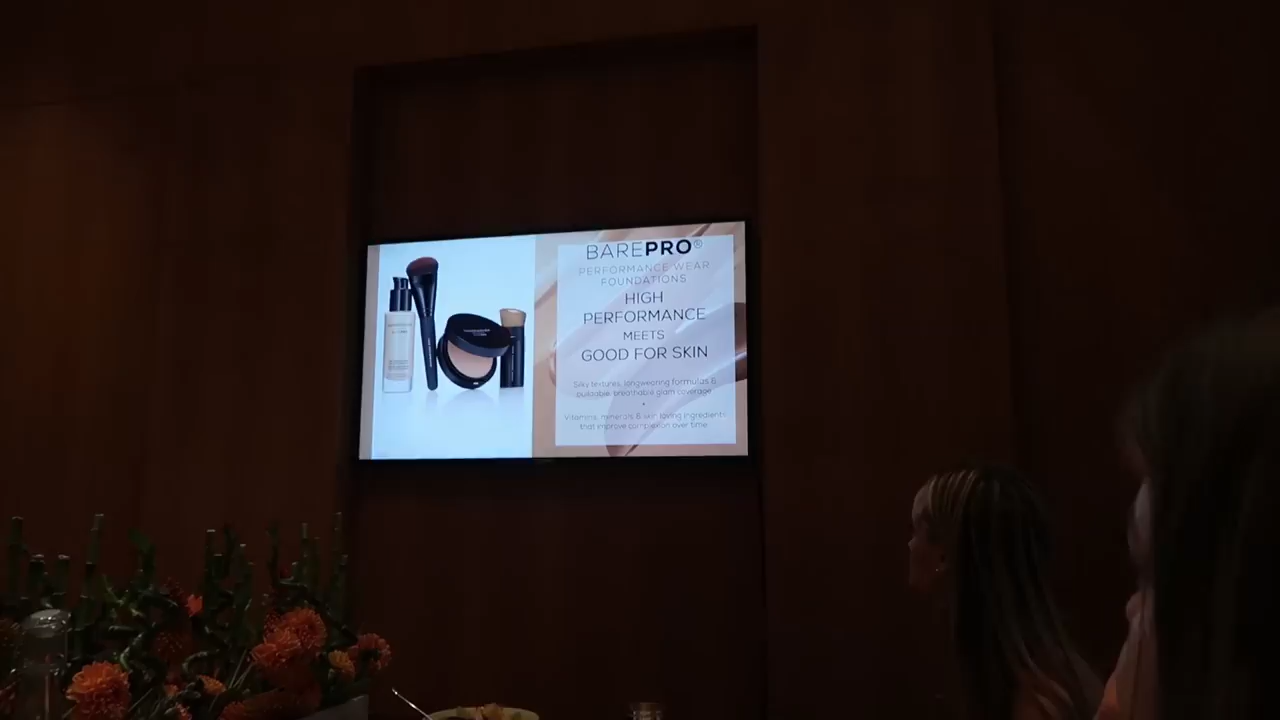 BAREPRO®
PERFORMANCE WEAR
FOUNDATIONS
HIGH
PERFORMANCE
MEETS
GOOD FOR SKIN
Silky textures, longwearing formulas &
buildable, breathable glam coverage
•
Vitamins, minerals & skin loving ingredients
that improve complexion over time